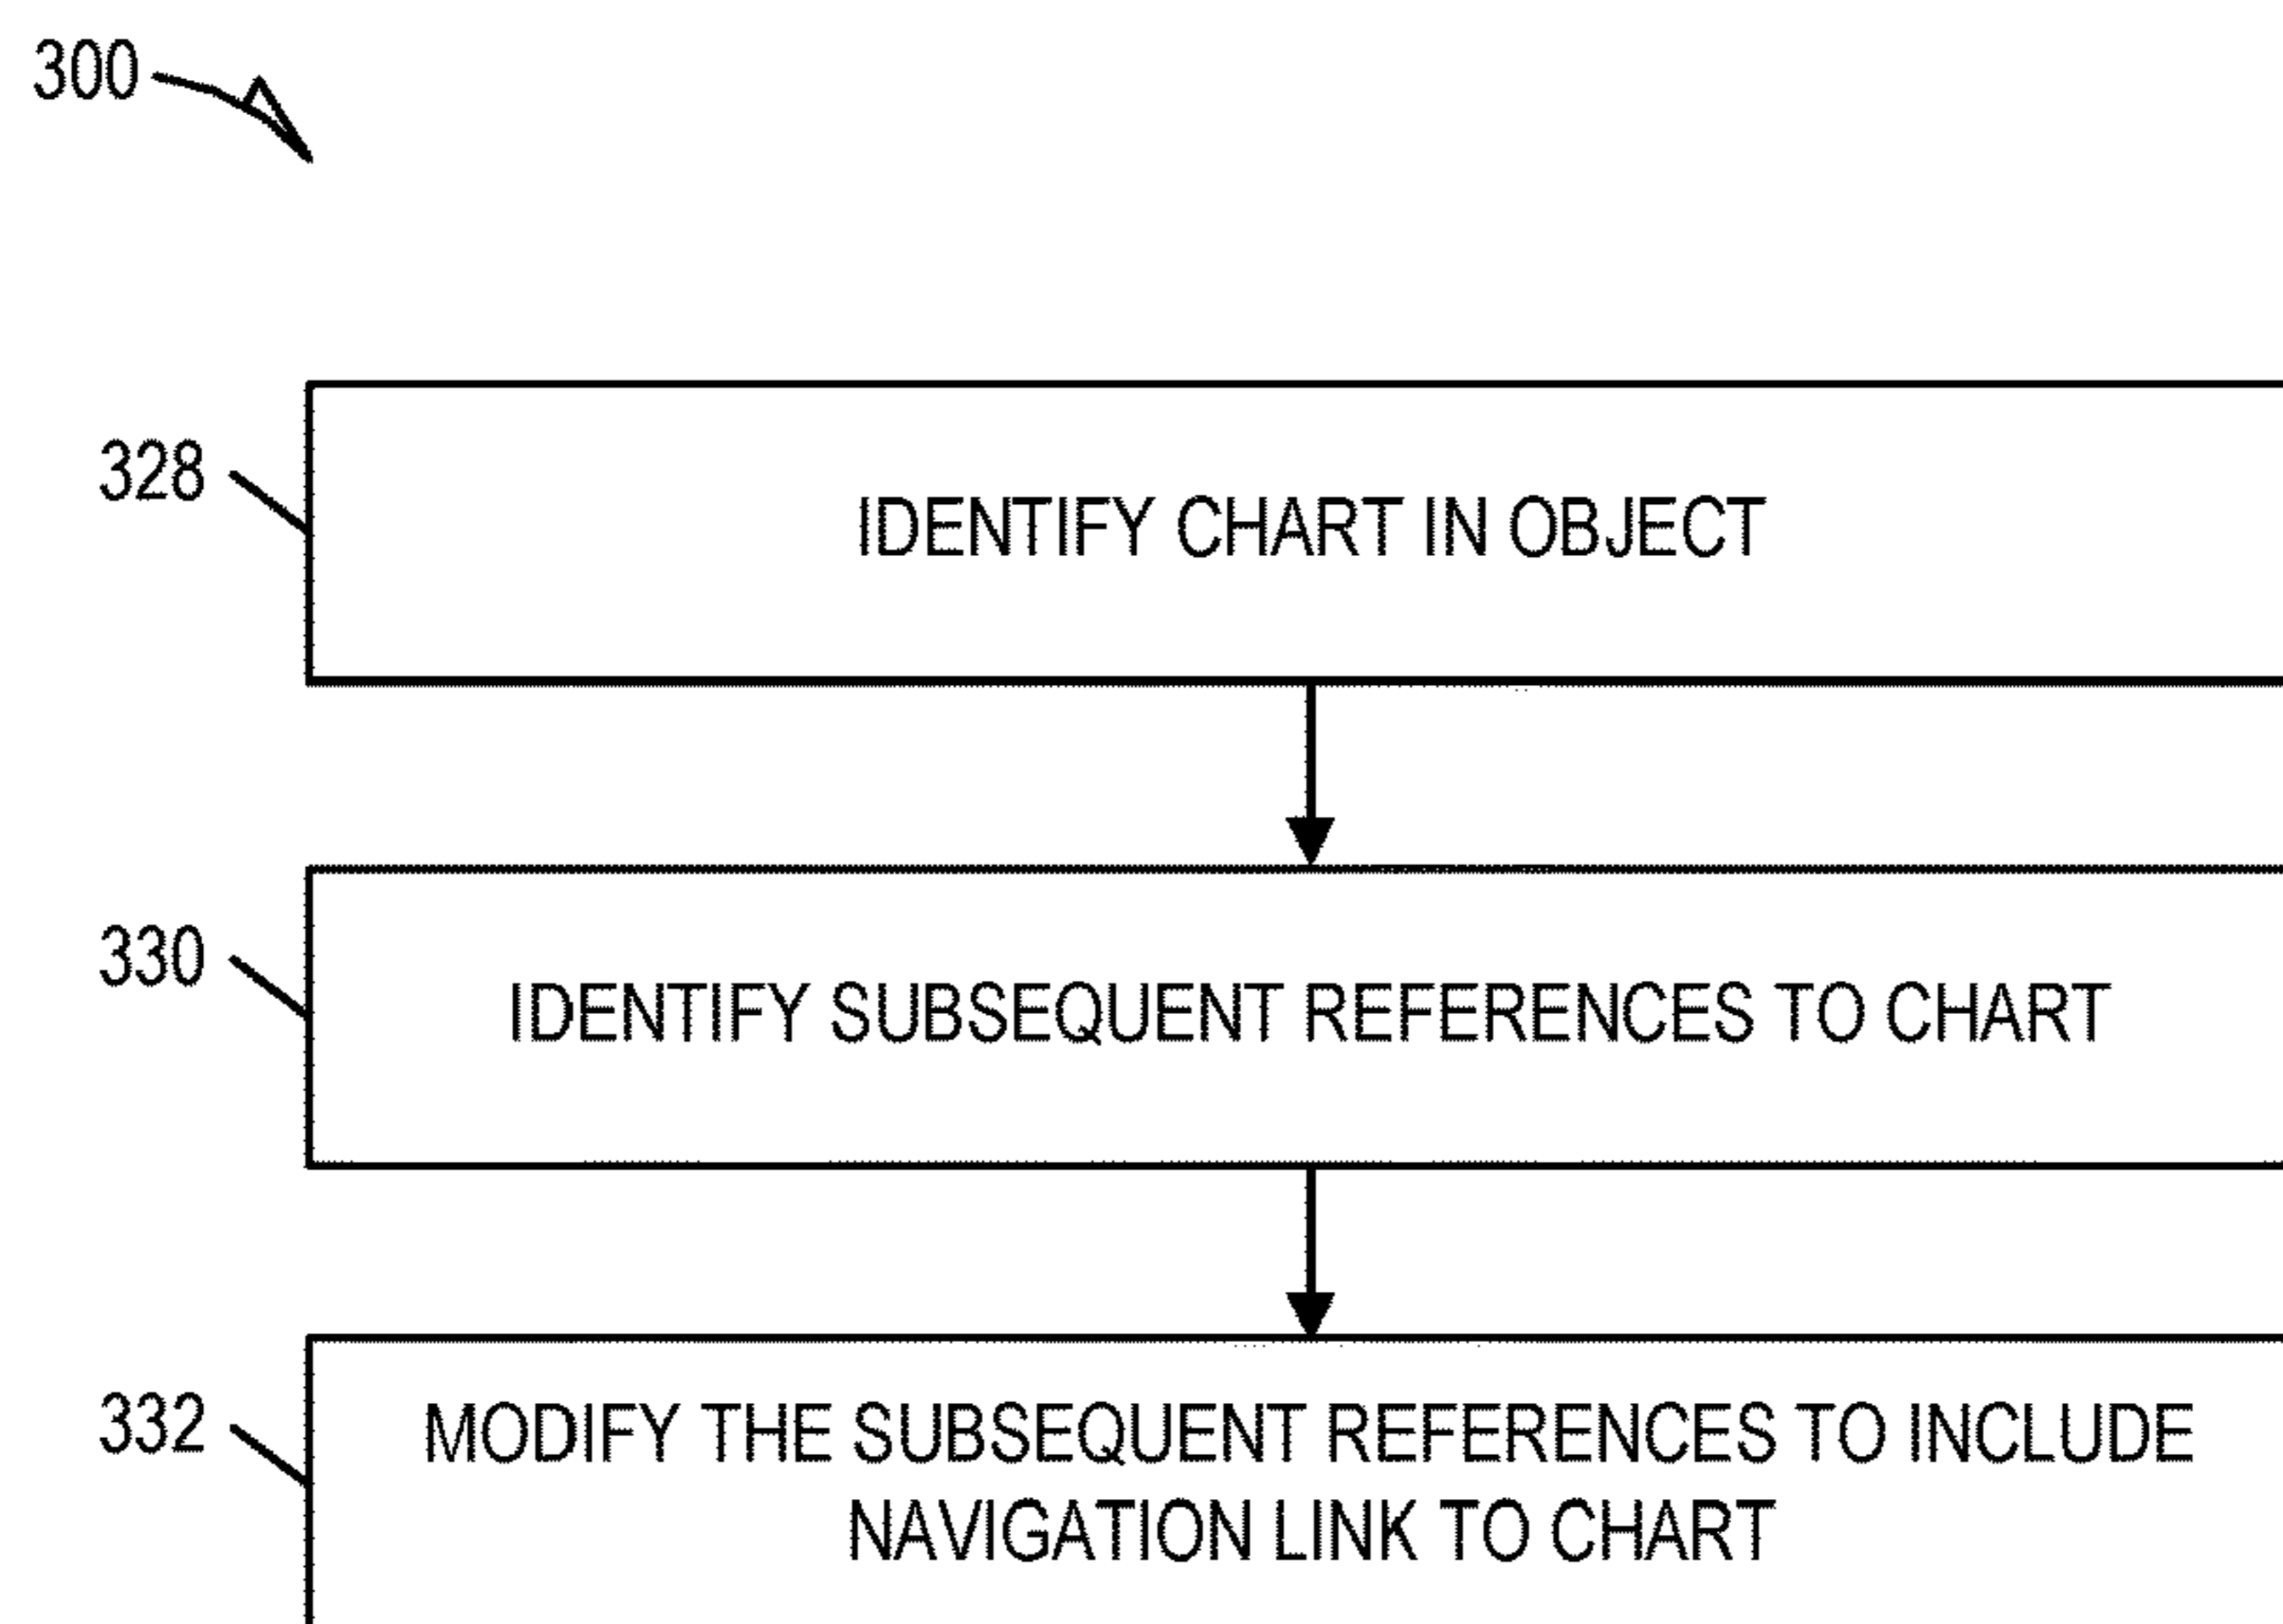 300
328
IDENTIFY CHART IN OBJECT
330
IDENTIFY SUBSEQUENT REFERENCES TO CHART
332
MODIFY THE SUBSEQUENT REFERENCES TO INCLUDE
NAVIGATION LINK TO CHART